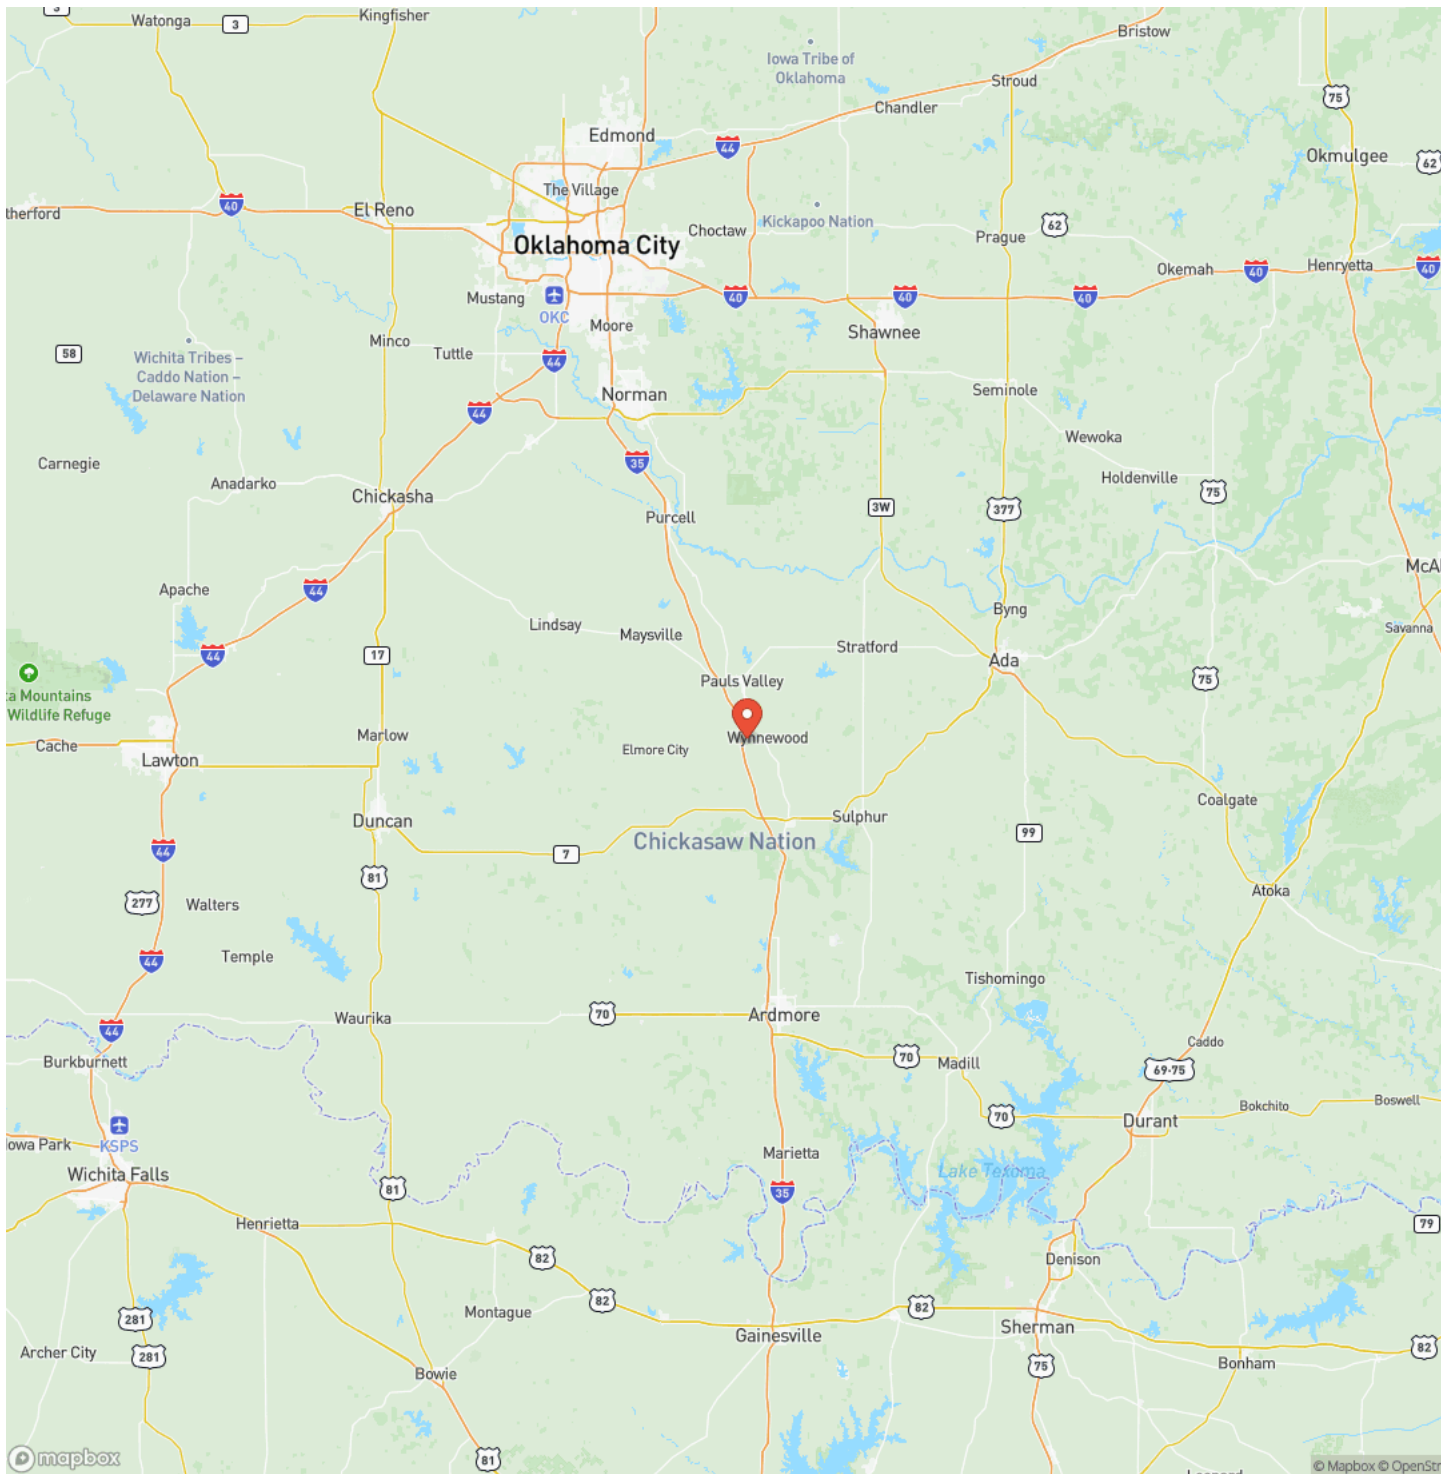 3
Watonga
3
Kingfisher
Bristow
Iowa Tribe of
Oklahoma
Stroud
75
Chandler
Edmond
44
Okmulgee
62
The Village
40
therford
El Reno
Kickapoo Nation
Choctaw
62
Prague
Oklahoma City
Okemah
40
Henryetta
40
Mustang
OKC
40
40
40
Moore
Shawnee
Minco
Tuttle
58
Wichita Tribes –
Caddo Nation –
Delaware Nation
44
Norman
Seminole
44
Wewoka
Carnegie
35
Anadarko
Holdenville
75
Chickasha
3W
377
Purcell
McAl
Apache
44
Byng
Lindsay
Maysville
Savanna
Stratford
44
17
Ada
75
Pauls Valley
ta Mountains
Wildlife Refuge
Cache
Marlow
Wynnewood
Elmore City
Lawton
Coalgate
Duncan
Sulphur
99
Chickasaw Nation
44
7
81
Atoka
277
Walters
44
Temple
Tishomingo
Waurika
70
Ardmore
44
Caddo
Burkburnett
70
Madill
69-75
Boswell
Bokchito
70
Durant
KSPS
owa Park
Marietta
Wichita Falls
Lake Texoma
81
35
Henrietta
79
82
Denison
82
82
Montague
281
Gainesville
Sherman
82
Archer City
281
75
Bonham
Bowie
81
mapbox
© Mapbox © OpenStr